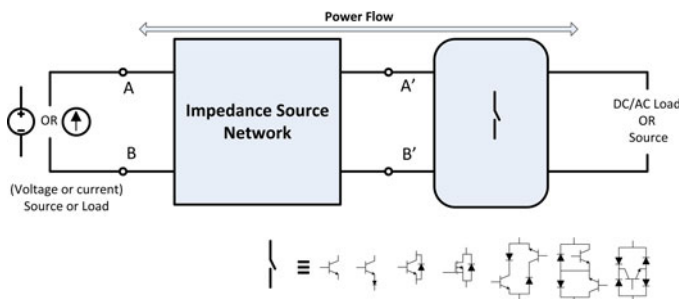 Power Flow
A
A'
Impedance Source
Network
OR
B
B'
DC/AC Load
OR
Source
(Voltage or current)
Source or Load